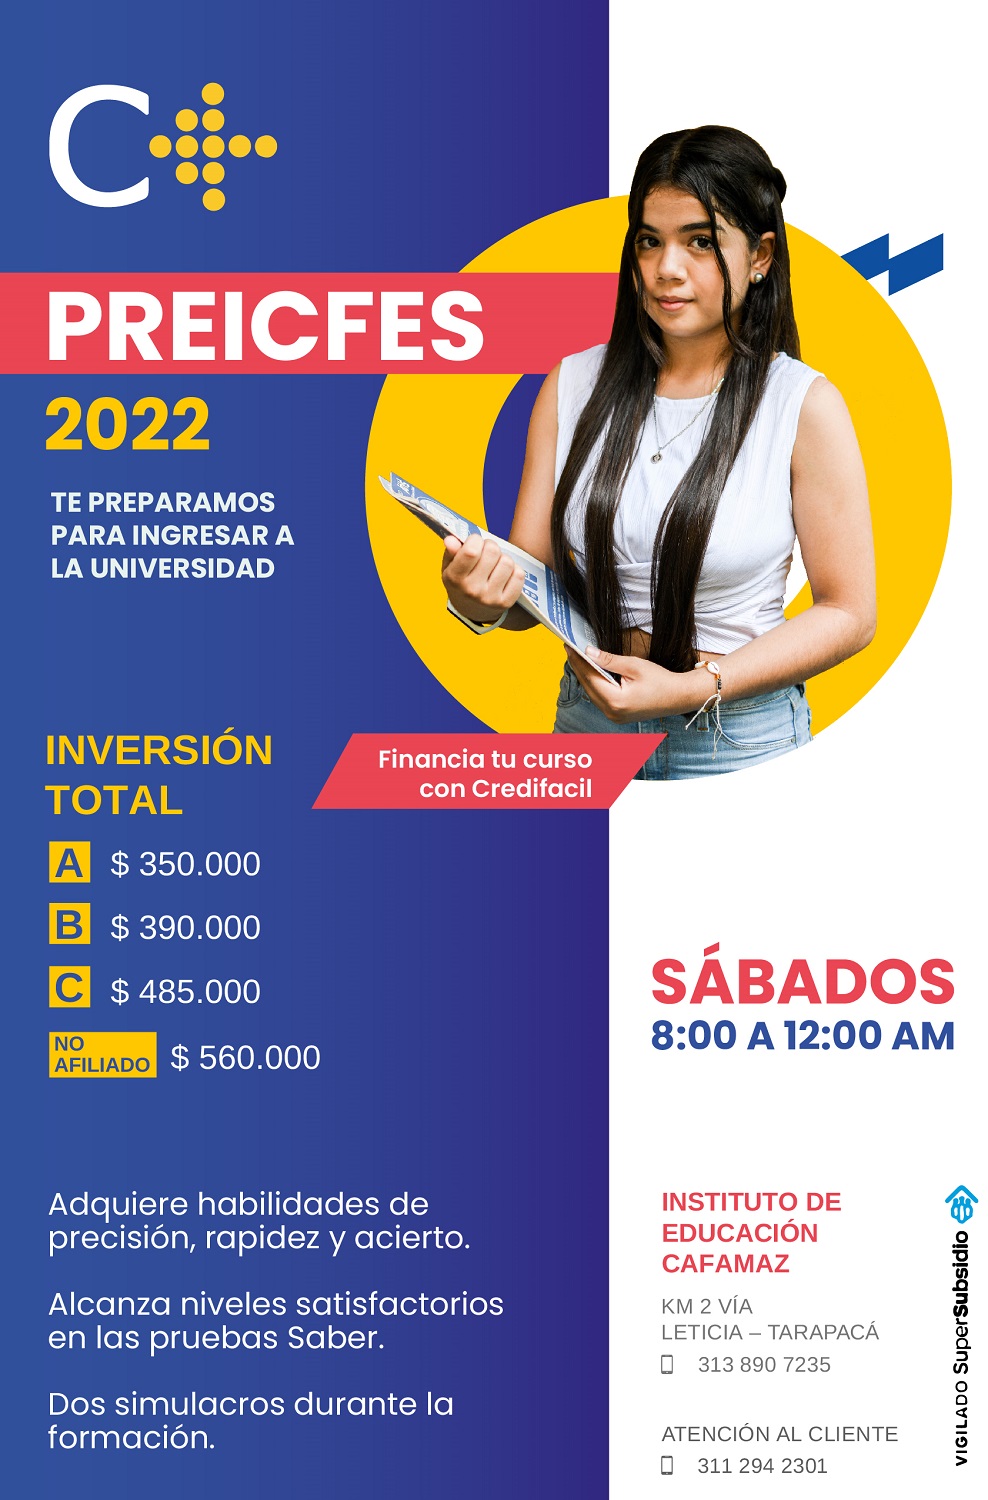 C
PREICFES
2022
TE PREPARAMOS
PARA INGRESAR A
LA UNIVERSIDAD
INVERSIÓN
TOTAL
Financia tu curso
con Credifacil
A $ 350.000
B $ 390.000
C $ 485.000
NO
AFILIADO $ 560.000
SÁBADOS
8:00 A 12:00 AM
Adquiere habilidades de
precisión, rapidez y acierto.
Alcanza niveles satisfactorios
en las pruebas Saber.
Dos simulacros durante la
formación.
INSTITUTO DE
EDUCACIÓN
CAFAMAZ
KM 2 VÍA
LETICIA – TARAPACÁ
313 890 7235
ATENCIÓN AL CLIENTE
311 294 2301
VIGILADO SuperSubsidio